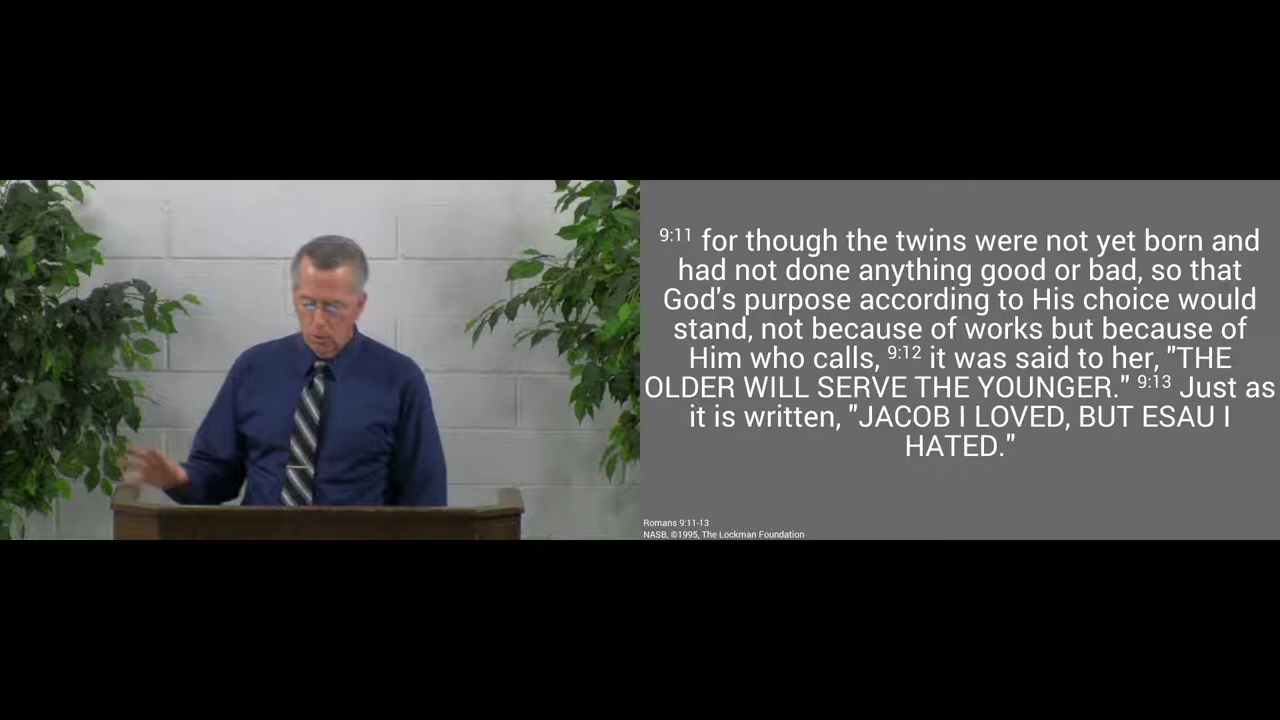 9:11 for though the twins were not yet born and
had not done anything good or bad, so that
God's purpose according to His choice would
stand, not because of works but because of
Him who calls, 9:12 it was said to her, "THE
OLDER WILL SERVE THE YOUNGER." 9:13 Just as
it is written, "JACOB I LOVED, BUT ESAU I
HATED."
Romans 9:11-13
NASB, ©1995, The Lockman Foundation